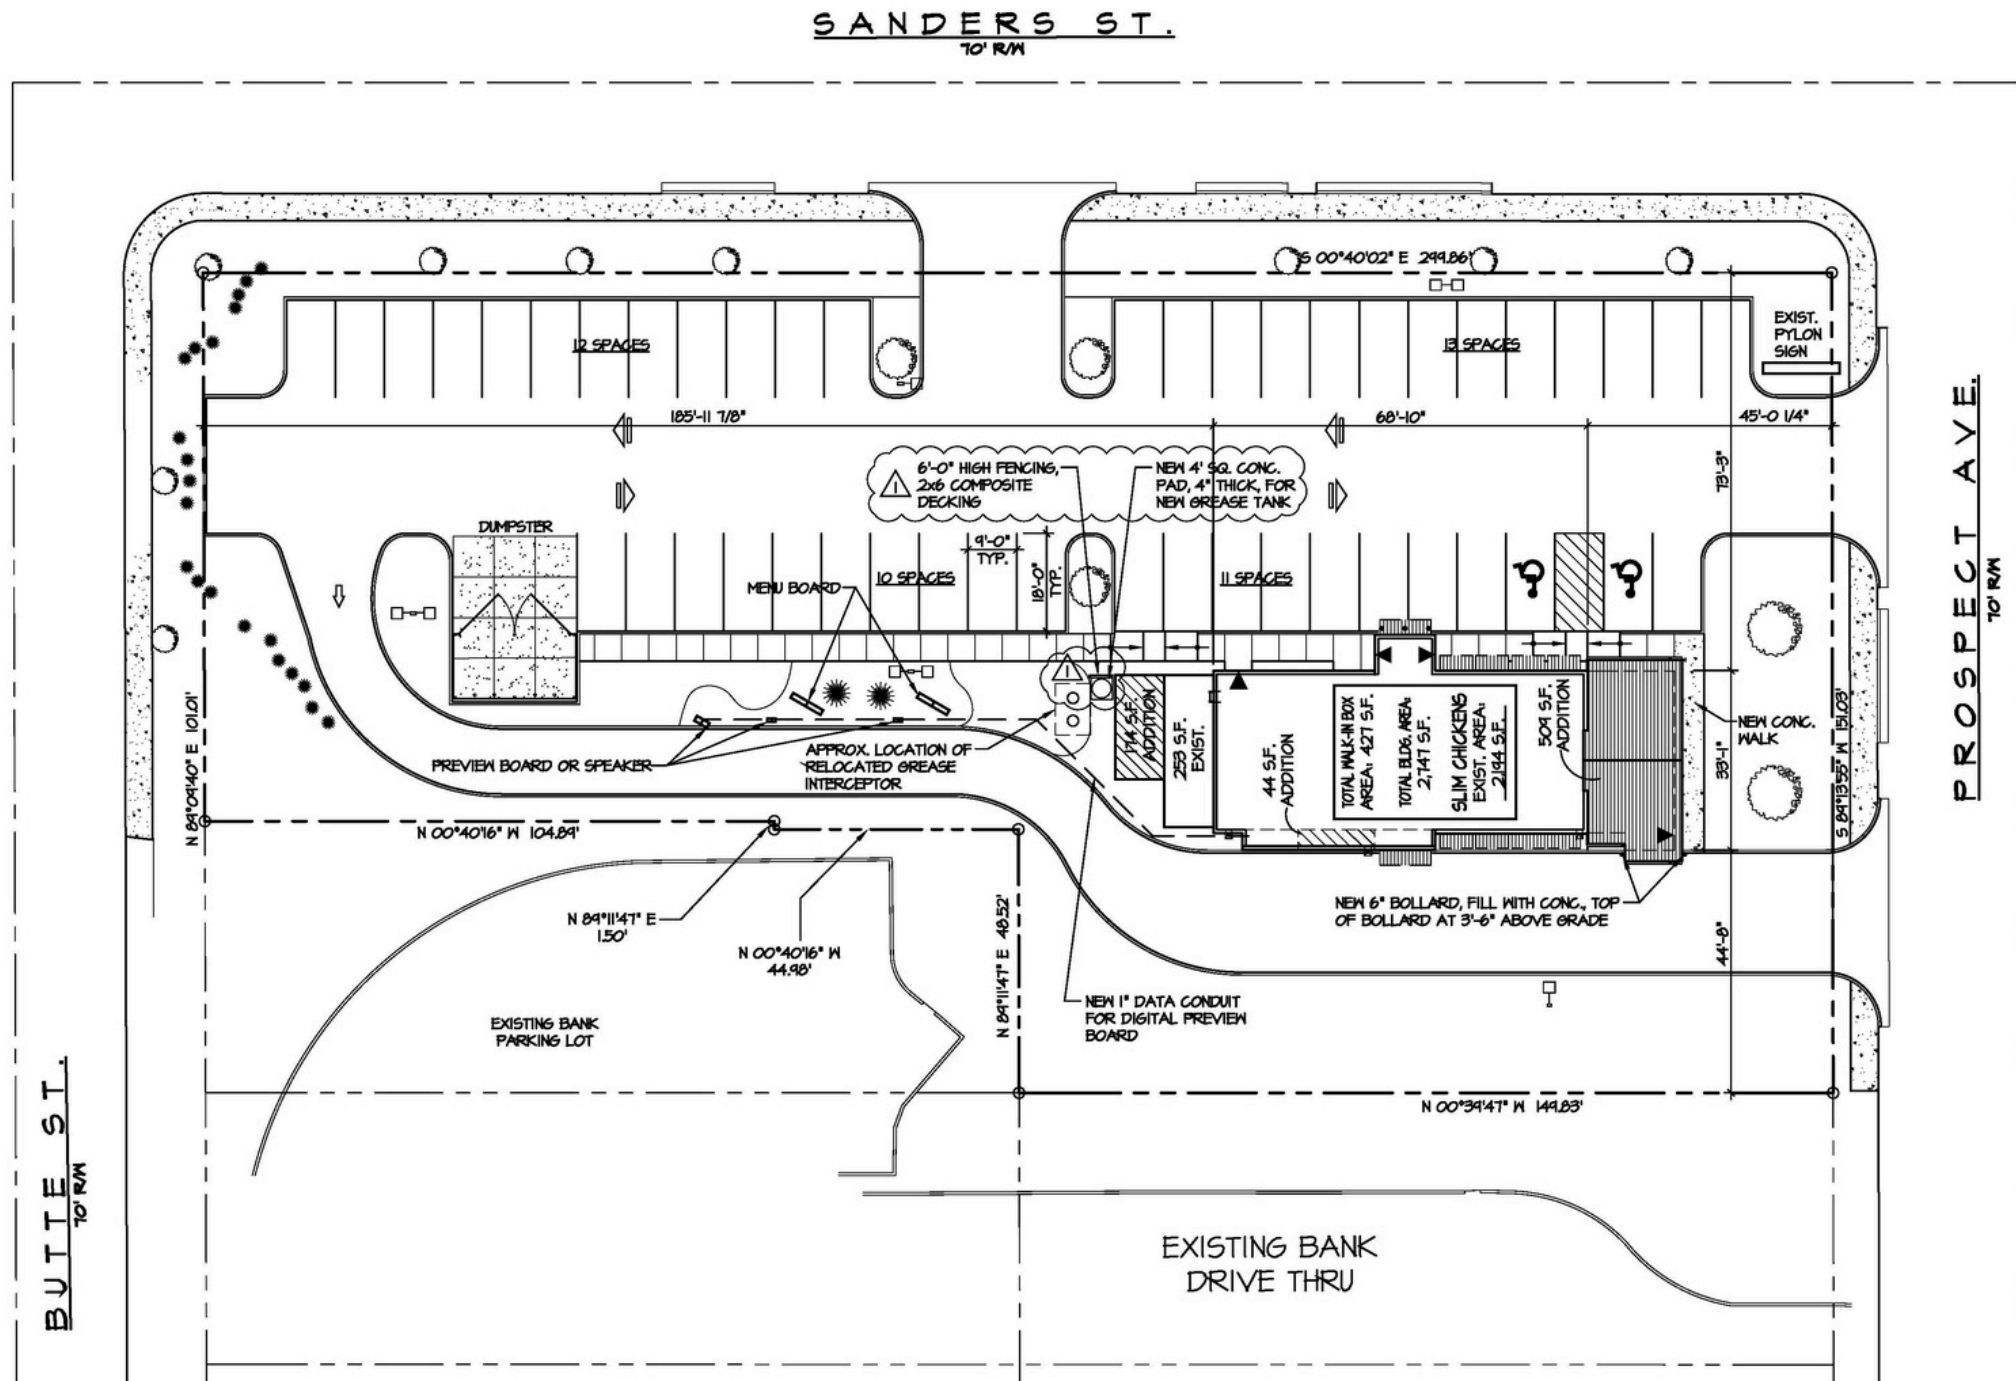 SANDERS ST.
70' R/W
S 00°40'02" E 299.86'
EXIST.
PYLON
SIGN
12 SPACES
13 SPACES
185'-11 7/8"
68'-10"
45'-0 1/4"
6'-0" HIGH FENCING,
2x6 COMPOSITE
DECKING
1
NEW 4' SQ. CONC.
PAD, 4" THICK, FOR
NEW GREASE TANK
73'-3"
PROSPECT AVE.
70' R/W
DUMPSTER
9'-0"
TYP.
18'-0"
TYP.
10 SPACES
11 SPACES
MENU BOARD
1
174 S.F.
ADDITION
253 S.F.
EXIST.
44 S.F.
ADDITION
TOTAL WALK-IN BOX
AREA: 427 S.F.
TOTAL BLDG. AREA:
2,747 S.F.
SLIM CHICKENS
EXIST. AREA:
2,194 S.F.
509 S.F.
ADDITION
NEW CONC.
WALK
33'-1"
S 89°13'55" W 151.03'
N 89°09'40" E 101.01'
PREVIEW BOARD OR SPEAKER
APPROX. LOCATION OF
RELOCATED GREASE
INTERCEPTOR
N 00°40'16" W 104.89'
N 89°11'47" E
1.50'
N 00°40'16" W
44.98'
N 89°11'47" E 48.52'
NEW 6" BOLLARD, FILL WITH CONC., TOP
OF BOLLARD AT 3'-6" ABOVE GRADE
44'-8"
NEW 1" DATA CONDUIT
FOR DIGITAL PREVIEW
BOARD
EXISTING BANK
PARKING LOT
N 00°39'47" W 149.83'
BUTTE ST.
70' R/W
EXISTING BANK
DRIVE THRU